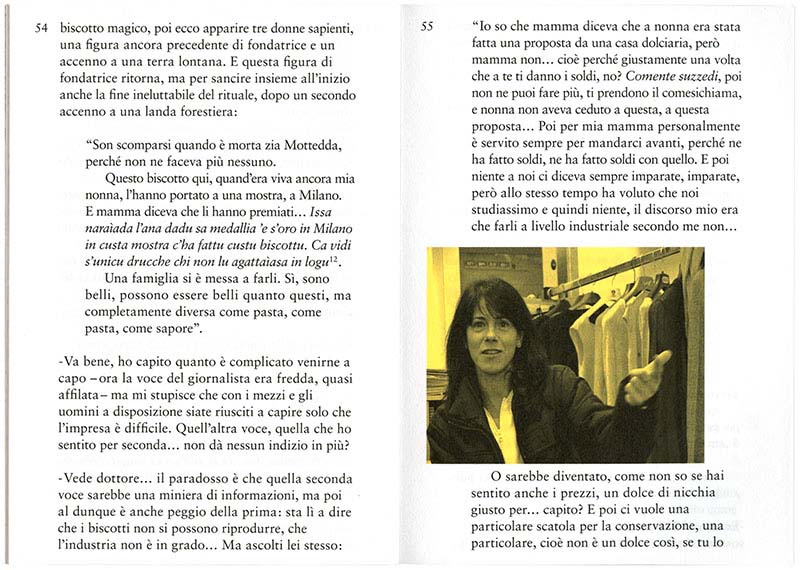 54
biscotto magico, poi ecco apparire tre donne sapienti,
una figura ancora precedente di fondatrice e un
accenno a una terra lontana. E questa figura di
fondatrice ritorna, ma per sancire insieme all'inizio
anche la fine ineluttabile del rituale, dopo un secondo
accenno a una landa forestiera:
“Son scomparsi quando è morta zia Mottedda,
perché non ne faceva più nessuno.
Questo biscotto qui, quand'era viva ancora mia
nonna, l'hanno portato a una mostra, a Milano.
E mamma diceva che li hanno premiati… Issa
naraìada l'ana dadu sa medallia 'e s'oro in Milano
in custa mostra c'ha fattu custu biscottu. Ca vidi
s'unicu drucche chi non lu agattaìasa in logu¹².
Una famiglia si è messa a farli. Sì, sono
belli, possono essere belli quanto questi, ma
completamente diversa come pasta, come
pasta, come sapore”.
-Va bene, ho capito quanto è complicato venirne a
capo –ora la voce del giornalista era fredda, quasi
affilata– ma mi stupisce che con i mezzi e gli
uomini a disposizione siate riusciti a capire solo che
l'impresa è difficile. Quell'altra voce, quella che ho
sentito per seconda… non dà nessun indizio in più?
-Vede dottore… il paradosso è che quella seconda
voce sarebbe una miniera di informazioni, ma poi
al dunque è anche peggio della prima: sta lì a dire
che i biscotti non si possono riprodurre, che
l'industria non è in grado… Ma ascolti lei stesso:
55
“Io so che mamma diceva che a nonna era stata
fatta una proposta da una casa dolciaria, però
mamma non… cioè perché giustamente una volta
che a te ti danno i soldi, no? Comente suzzedi, poi
non ne puoi fare più, ti prendono il comesichiama,
e nonna non aveva ceduto a questa, a questa
proposta… Poi per mia mamma personalmente
è servito sempre per mandarci avanti, perché ne
ha fatto soldi, ne ha fatto soldi con quello. E poi
niente a noi ci diceva sempre imparate, imparate,
però allo stesso tempo ha voluto che noi
studiassimo e quindi niente, il discorso mio era
che farli a livello industriale secondo me non…
O sarebbe diventato, come non so se hai
sentito anche i prezzi, un dolce di nicchia
giusto per… capito? E poi ci vuole una
particolare scatola per la conservazione, una
particolare, cioè non è un dolce così, se tu lo